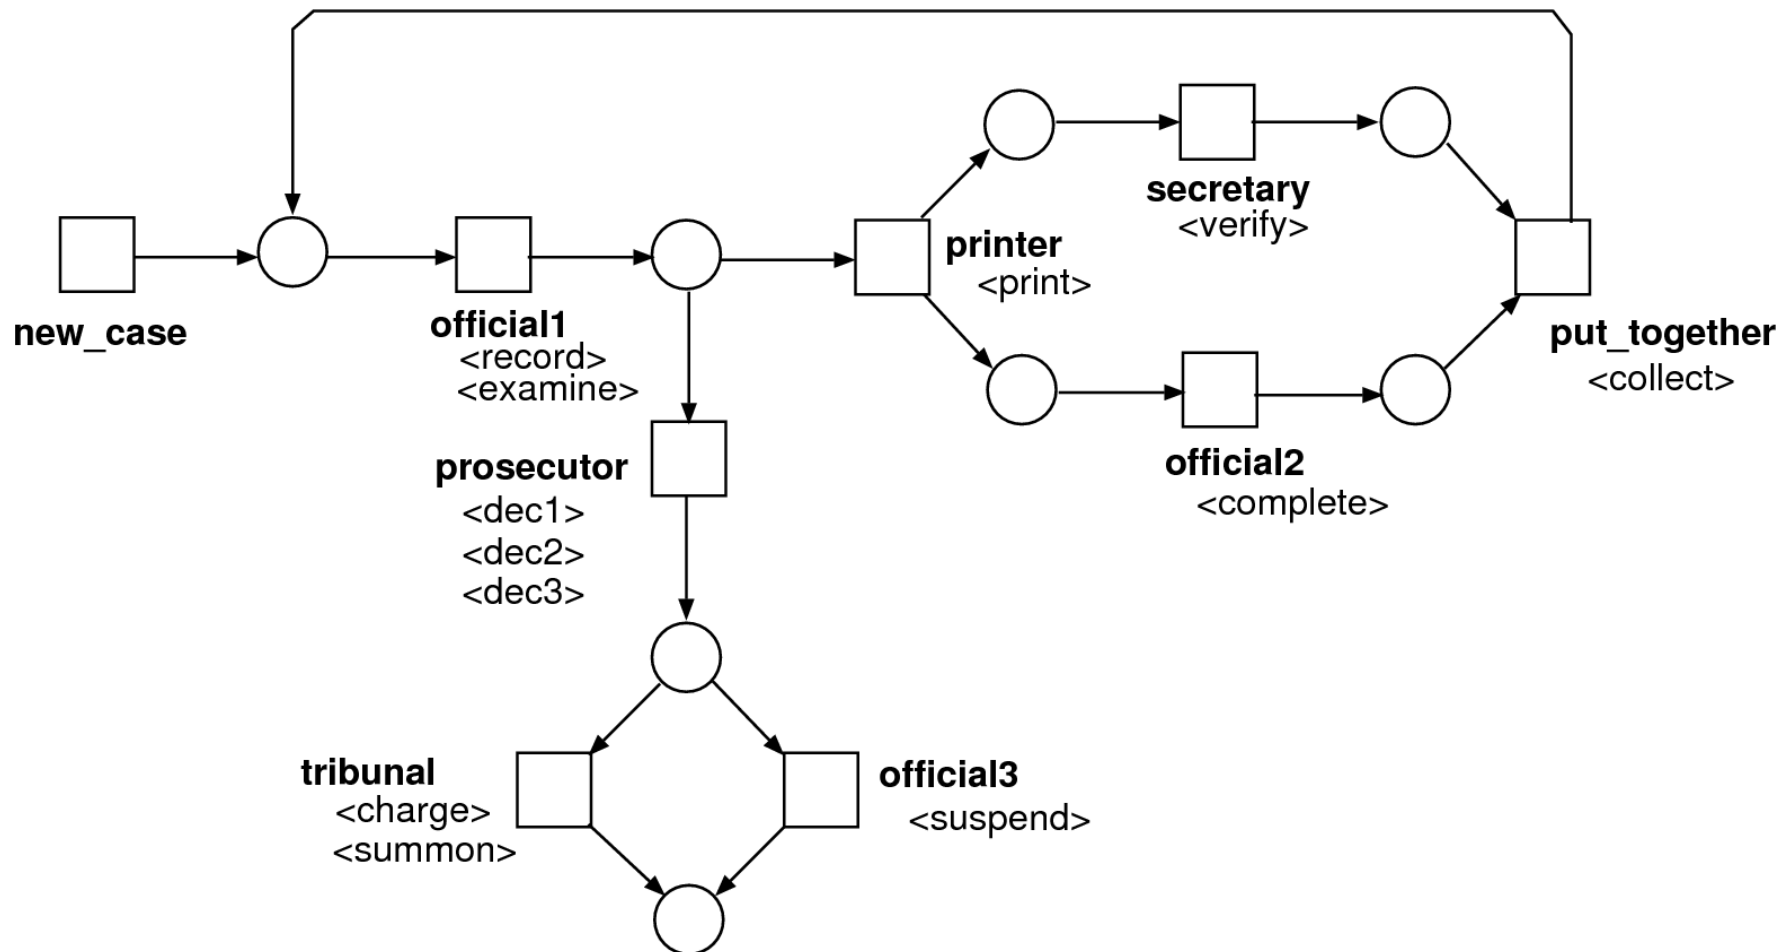 new_case
official1
<record>
<examine>
printer
<print>
secretary
<verify>
official2
<complete>
put_together
<collect>
prosecutor
<dec1>
<dec2>
<dec3>
tribunal
<charge>
<summon>
official3
<suspend>